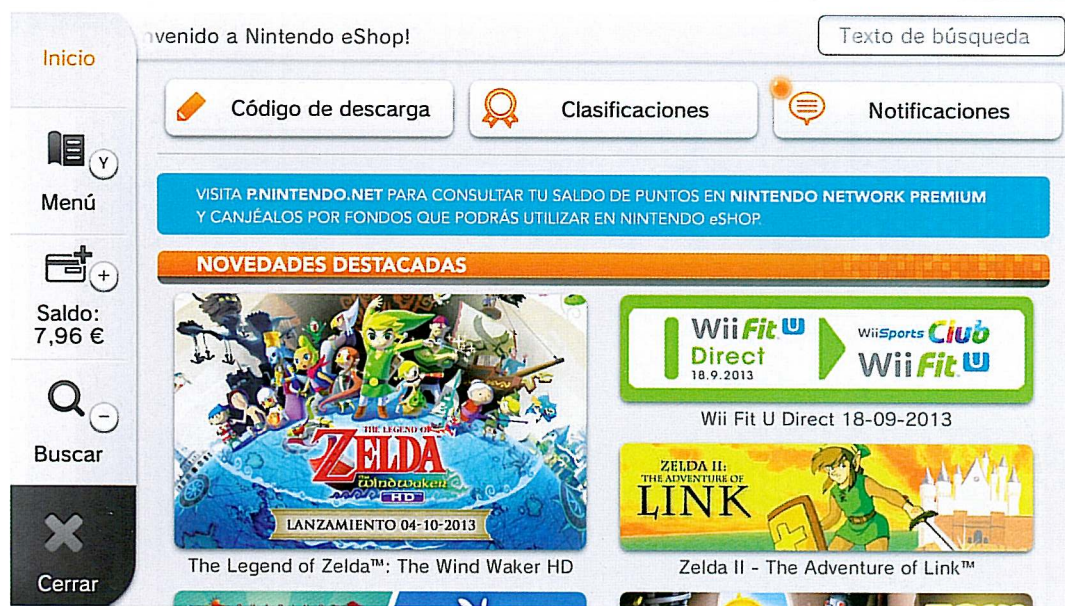 Inicio
nvenido a Nintendo eShop!
Texto de búsqueda
Código de descarga
Clasificaciones
Notificaciones
Y
Menú
VISITA P.NINTENDO.NET PARA CONSULTAR TU SALDO DE PUNTOS EN NINTENDO NETWORK PREMIUM
Y CANJÉALOS POR FONDOS QUE PODRÁS UTILIZAR EN NINTENDO eSHOP.
+
Saldo:
7,96 €
NOVEDADES DESTACADAS
THE LEGEND OF
ZELDA
the Wind Waker
HD
LANZAMIENTO 04-10-2013
The Legend of Zelda™: The Wind Waker HD
Wii Fit U
Direct
18.9.2013
Wii Sports Club
Wii Fit U
Wii Fit U Direct 18-09-2013
ZELDA II:
THE ADVENTURE OF
LINK
Zelda II - The Adventure of Link™
−
Buscar
Cerrar